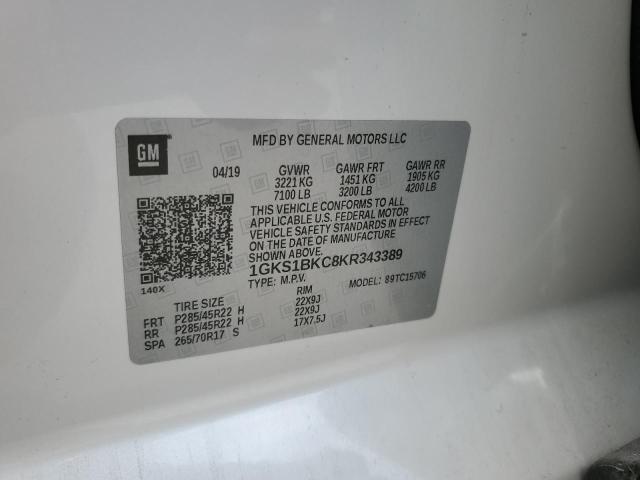 GM
MFD BY GENERAL MOTORS LLC
04/19 GVWR GAWR FRT GAWR RR
3221 KG 1451 KG 1905 KG
7100 LB 3200 LB 4200 LB
THIS VEHICLE CONFORMS TO ALL
APPLICABLE U.S. FEDERAL MOTOR
VEHICLE SAFETY STANDARDS IN EFFECT
ON THE DATE OF MANUFACTURE SHOWN ABOVE.
1GKS1BKC8KR343389
TYPE: M.P.V. MODEL: 89TC15706
140X
TIRE SIZE RIM
FRT P285/45R22 H 22X9J
RR P285/45R22 H 22X9J
SPA 265/70R17 S 17X7.5J